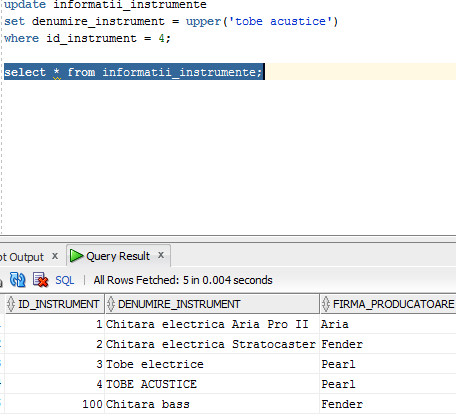 update informatii_instrumente
set denumire_instrument = upper('tobe acustice')
where id_instrument = 4;
select * from informatii_instrumente;
ot Output x Query Result x
SQL | All Rows Fetched: 5 in 0.004 seconds
ID_INSTRUMENT DENUMIRE_INSTRUMENT FIRMA_PRODUCATOARE
1 Chitara electrica Aria Pro II Aria
2 Chitara electrica Stratocaster Fender
3 Tobe electrice Pearl
4 TOBE ACUSTICE Pearl
100 Chitara bass Fender